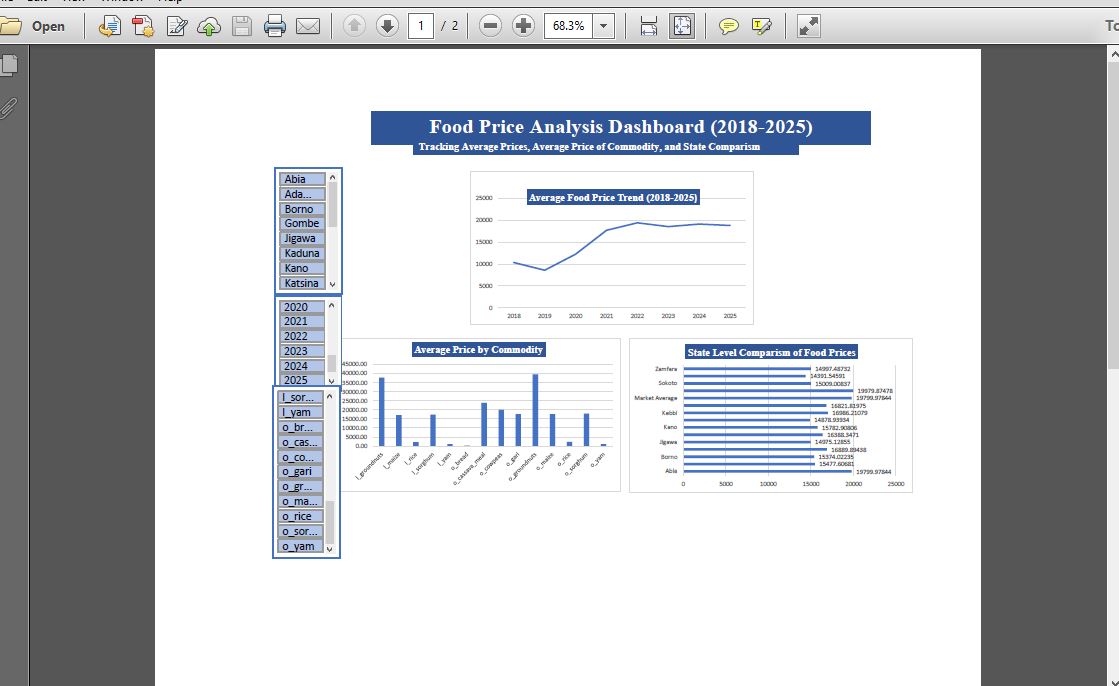 Open
1
/ 2
68.3%
Food Price Analysis Dashboard (2018-2025)
Tracking Average Prices, Average Price of Commodity, and State Comparism
Abia
Ada...
Borno
Gombe
Jigawa
Kaduna
Kano
Katsina
2020
2021
2022
2023
2024
2025
l_sor...
l_yam
o_br...
o_cas...
o_co...
o_gari
o_gr...
o_ma...
o_rice
o_sor...
o_yam
Average Food Price Trend (2018-2025)
25000
20000
15000
10000
5000
0
2018 2019 2020 2021 2022 2023 2024 2025
Average Price by Commodity
45000.00
40000.00
35000.00
30000.00
25000.00
20000.00
15000.00
10000.00
5000.00
0.00
l_groundnuts l_maize l_rice l_sorghum l_yam o_bread o_cassava_meal o_cowpeas o_gari o_groundnuts o_maize o_rice o_sorghum o_yam
State Level Comparism of Food Prices
Zamfara 14997.48732
14391.54591
Sokoto 15009.00837
19979.87478
Market Average 19799.97844
16821.81975
Kebbi 16986.21079
14878.93934
Kano 15782.90806
16388.3471
Jigawa 14975.12855
16889.89438
Borno 15374.02235
15477.60681
Abia 19799.97844
0 5000 10000 15000 20000 25000